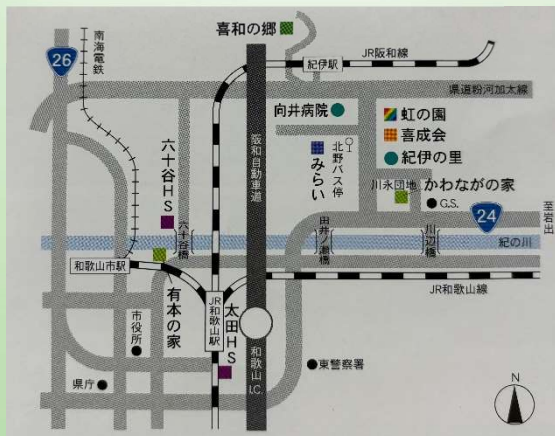 喜和の郷
南海電鉄
26
紀伊駅
JR阪和線
県道粉河加太線
向井病院
虹の園
喜成会
紀伊の里
阪和自動車道
みらい
北野バス停
六十谷HS
川永団地
かわながの家
G.S.
24
至岩出
六十谷橋
田井ノ瀬橋
川辺橋
紀の川
和歌山市駅
有本の家
JR和歌山駅
太田HS
JR和歌山線
市役所
和歌山I.C.
県庁
東警察署
N